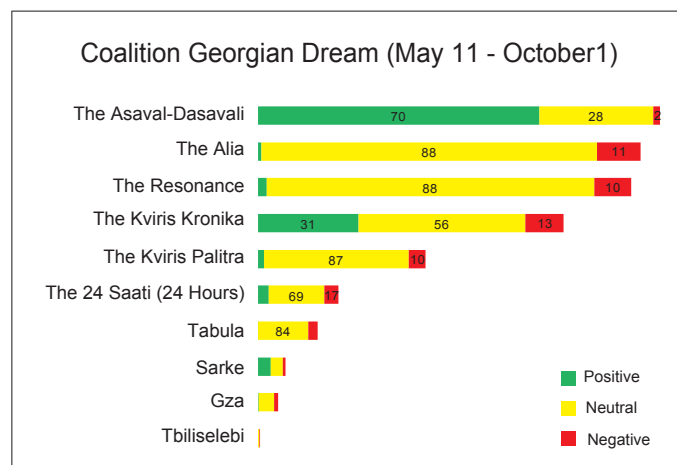 Coalition Georgian Dream (May 11 - October1)
The Asaval-Dasavali 70 28 2
The Alia 88 11
The Resonance 88 10
The Kviris Kronika 31 56 13
The Kviris Palitra 87 10
The 24 Saati (24 Hours) 69 17
Tabula 84
Sarke
Gza
Tbiliselebi
Positive
Neutral
Negative